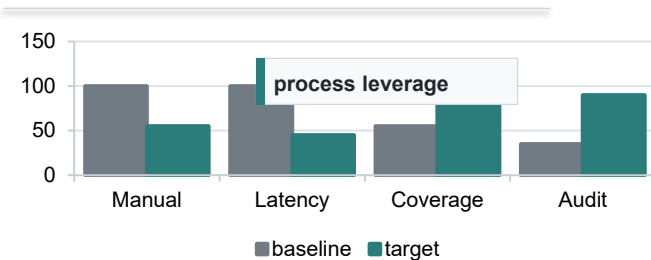 150
process leverage
100
50
0
Manual Latency Coverage Audit
baseline target